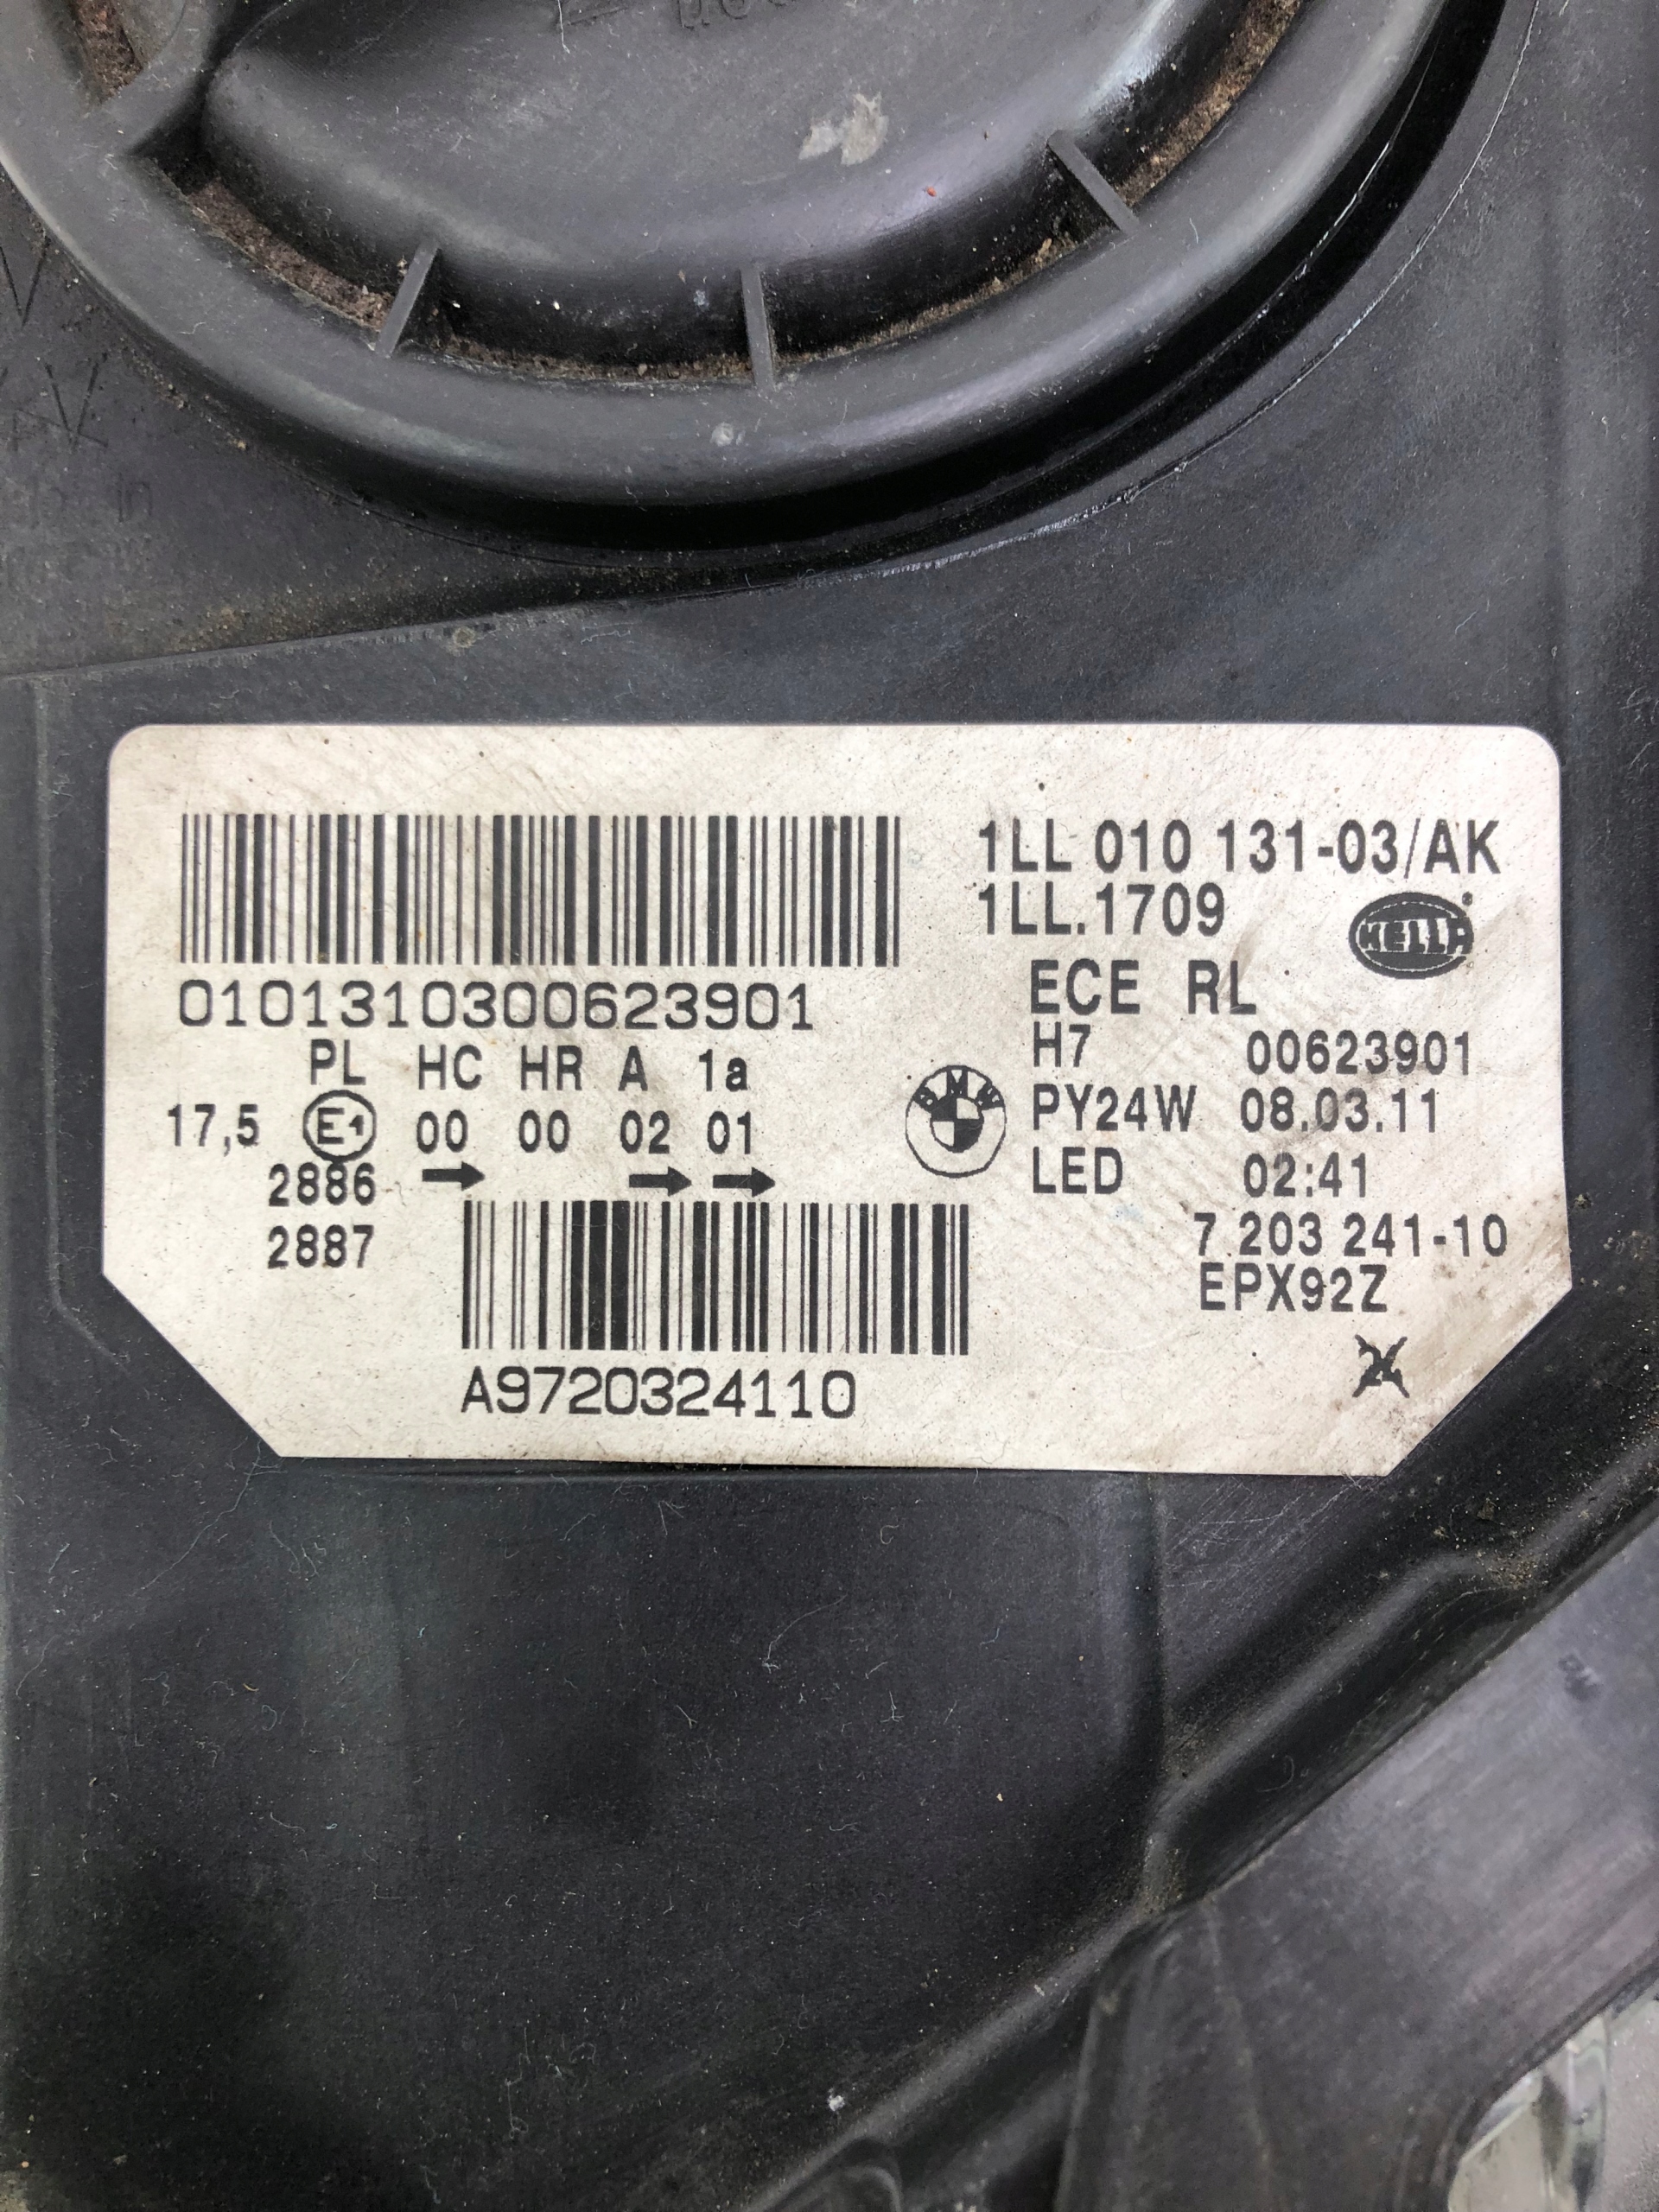 1LL 010 131-03/AK
1LL.1709
HELLA
®
0101310300623901
ECE RL
PL HC HR A 1a
H7 00623901
17,5 E1 00 00 02 01
BMW
PY24W 08.03.11
2886
LED 02:41
2887
7 203 241-10
EPX92Z
A9720324110